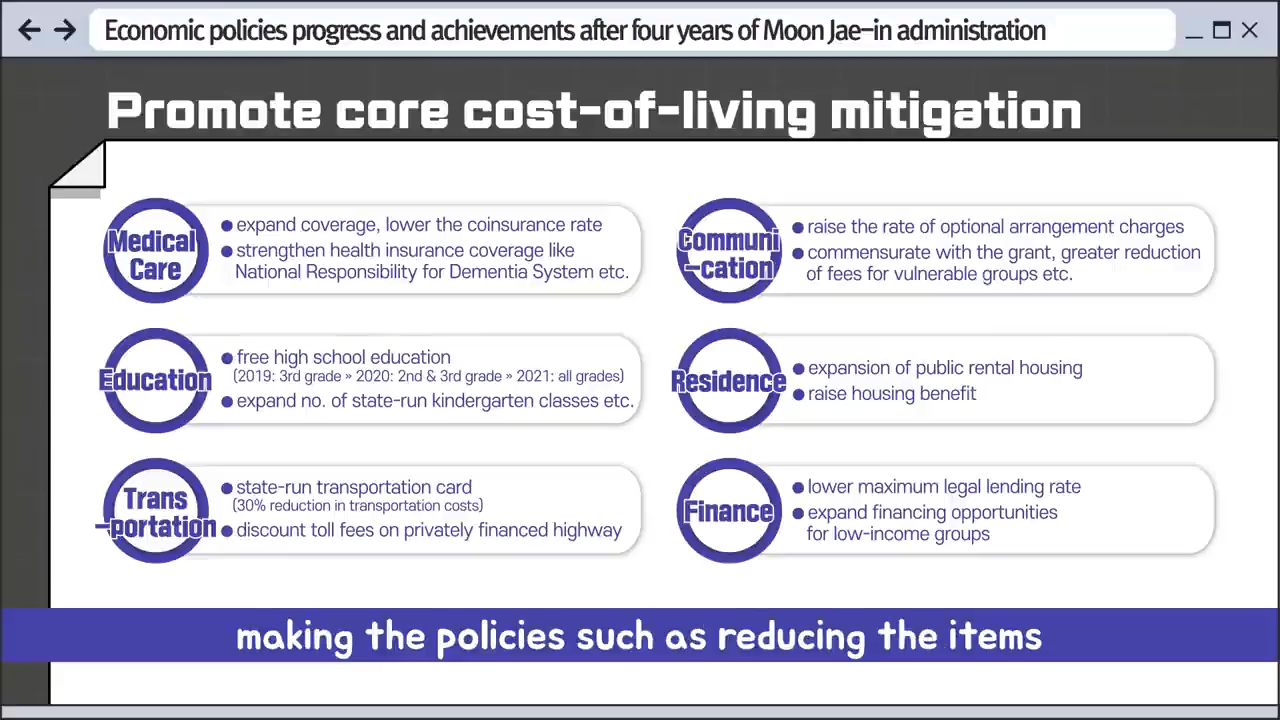 Economic policies progress and achievements after four years of Moon Jae-in administration
Promote core cost-of-living mitigation
Medical
Care
● expand coverage, lower the coinsurance rate
● strengthen health insurance coverage like
National Responsibility for Dementia System etc.
Communi
-cation
● raise the rate of optional arrangement charges
● commensurate with the grant, greater reduction
of fees for vulnerable groups etc.
Education
● free high school education
(2019: 3rd grade » 2020: 2nd & 3rd grade » 2021: all grades)
● expand no. of state-run kindergarten classes etc.
Residence
● expansion of public rental housing
● raise housing benefit
Trans
-portation
● state-run transportation card
(30% reduction in transportation costs)
● discount toll fees on privately financed highway
Finance
● lower maximum legal lending rate
● expand financing opportunities
for low-income groups
making the policies such as reducing the items